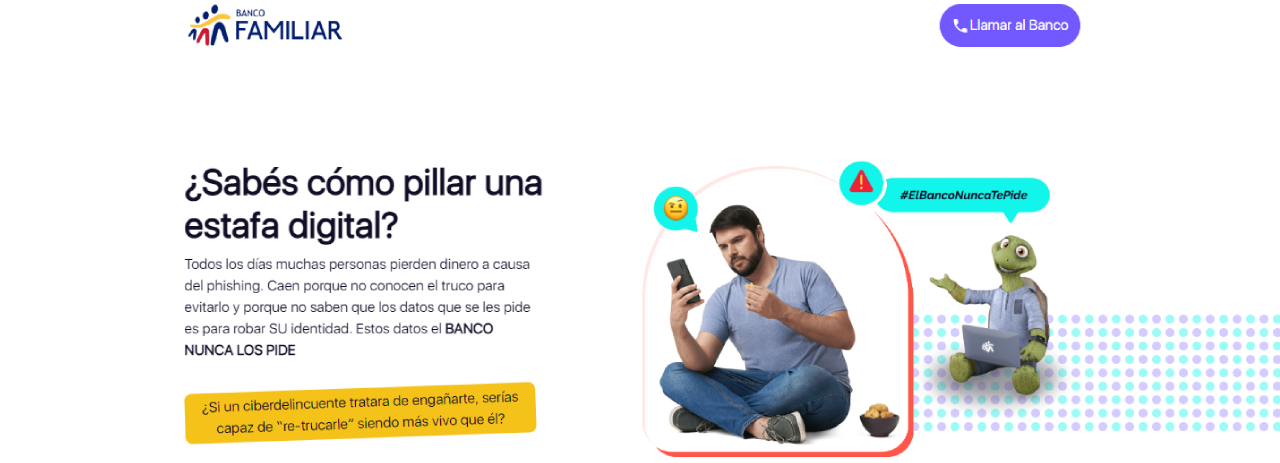 BANCO
FAMILIAR
Llamar al Banco
¿Sabés cómo pillar una
estafa digital?
#ElBancoNuncaTePide
Todos los días muchas personas pierden dinero a causa
del phishing. Caen porque no conocen el truco para
evitarlo y porque no saben que los datos que se les pide
es para robar SU identidad. Estos datos el BANCO
NUNCA LOS PIDE
¿Si un ciberdelincuente tratara de engañarte, serías
capaz de "re-trucarle" siendo más vivo que él?